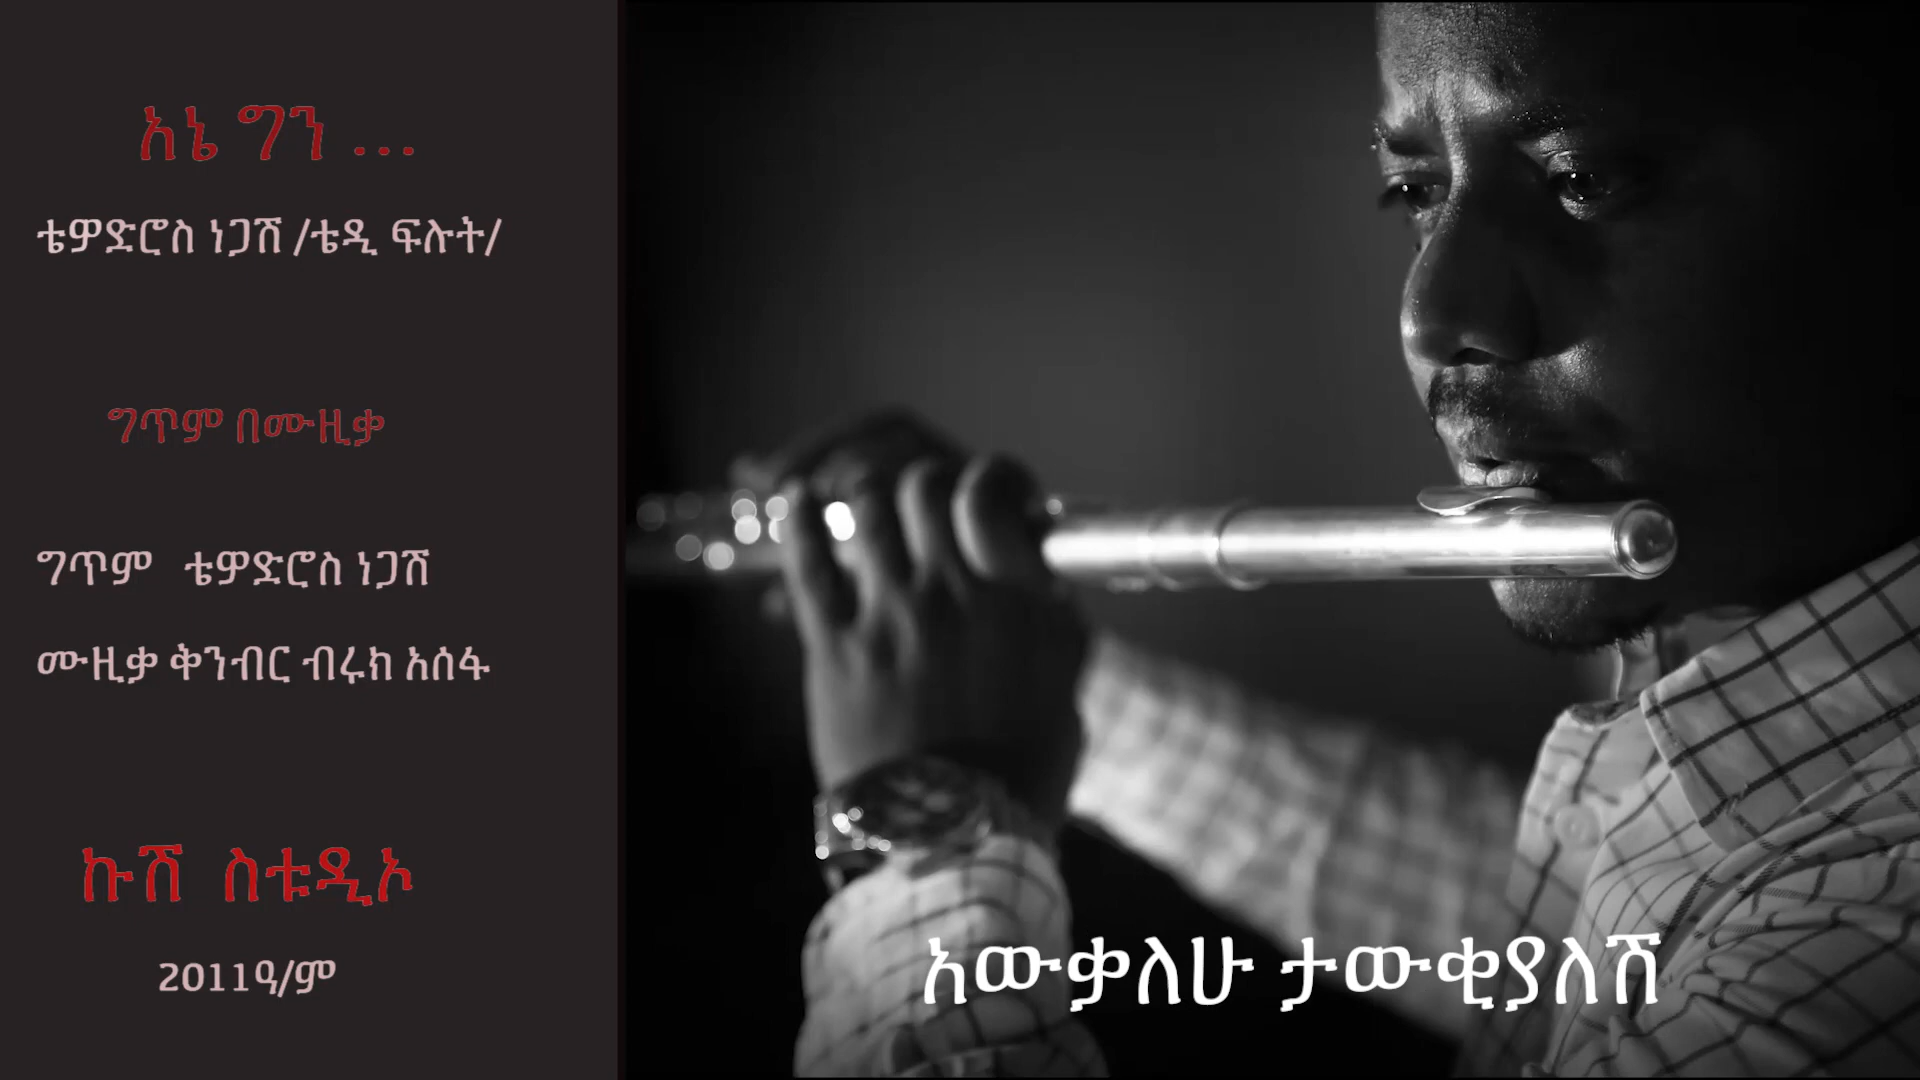 እኔ ግን ...
ቴዎድሮስ ነጋሽ /ቴዲ ፍሉት/
ግጥም በሙዚቃ
ግጥም ቴዎድሮስ ነጋሽ
ሙዚቃ ቅንብር ብሩክ አሰፋ
ኩሽ ስቱዲኦ
2011ዓ/ም
አውቃለሁ ታውቂያለሽ